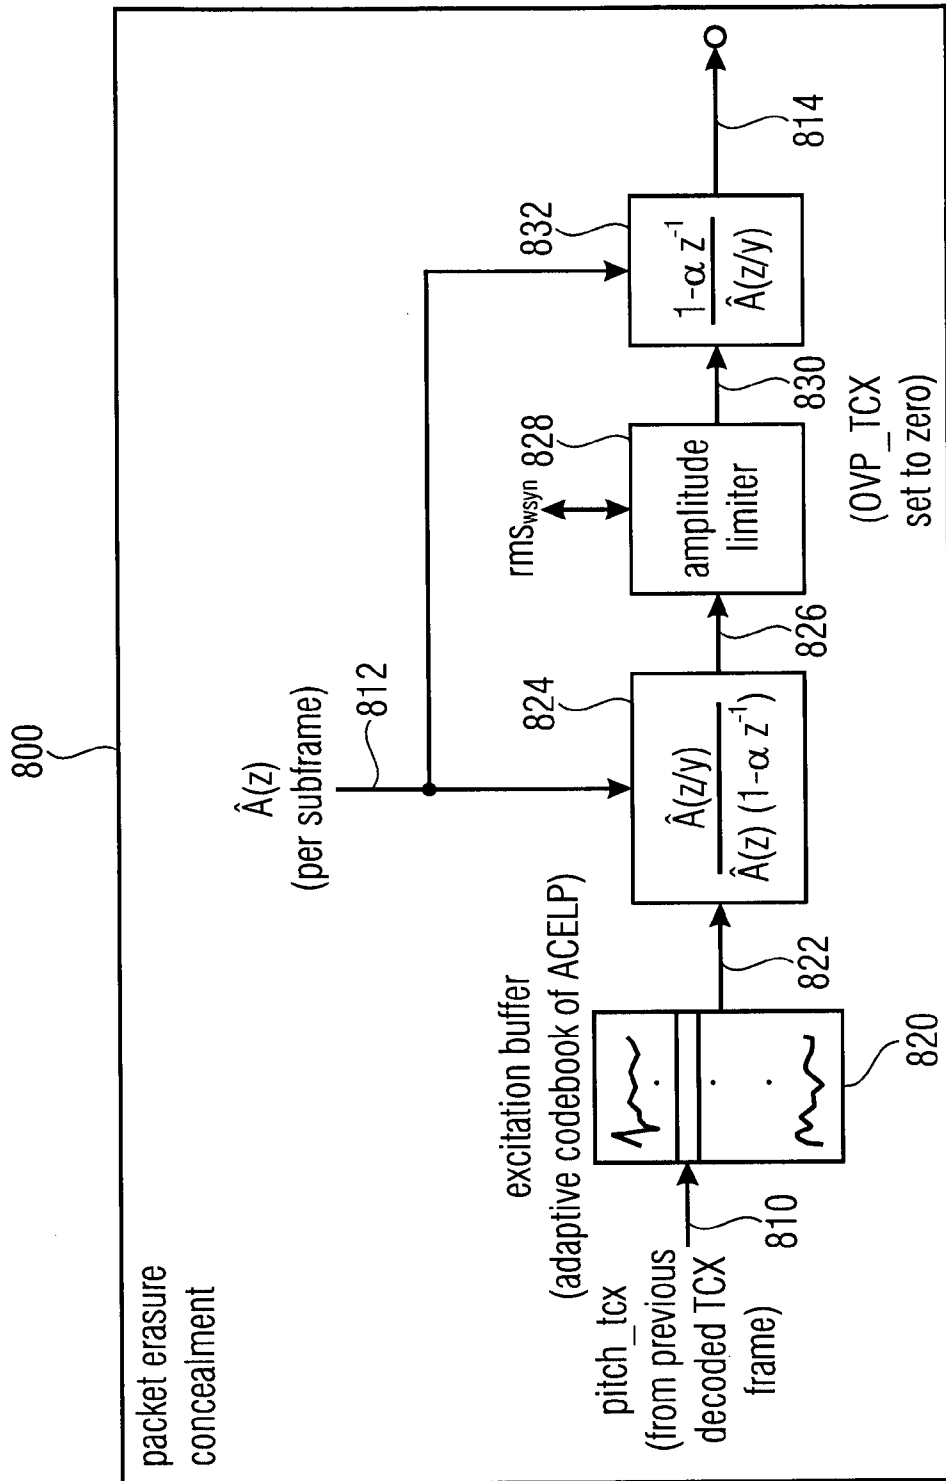 800
packet erasure
concealment
Â(z)
(per subframe)
812
excitation buffer
(adaptive codebook of ACELP)
pitch_tcx
(from previous
decoded TCX
frame)
810
820
822
824
Â(z/y)
Â(z) (1-α z⁻¹)
826
rms_wsyn
828
amplitude
limiter
830
(OVP_TCX
set to zero)
832
1-α z⁻¹
Â(z/y)
814